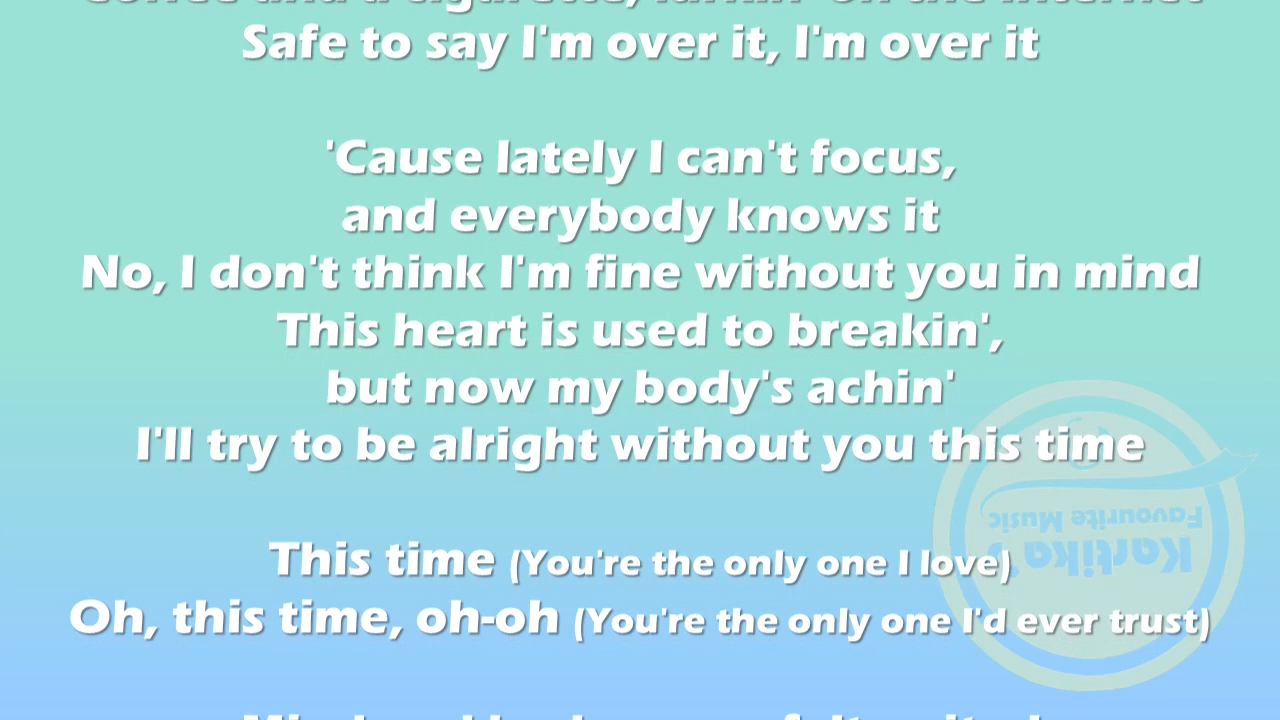 Safe to say I'm over it, I'm over it
'Cause lately I can't focus,
and everybody knows it
No, I don't think I'm fine without you in mind
This heart is used to breakin',
but now my body's achin'
I'll try to be alright without you this time
This time (You're the only one I love)
Oh, this time, oh-oh (You're the only one I'd ever trust)
Kartika's
Favourite Music